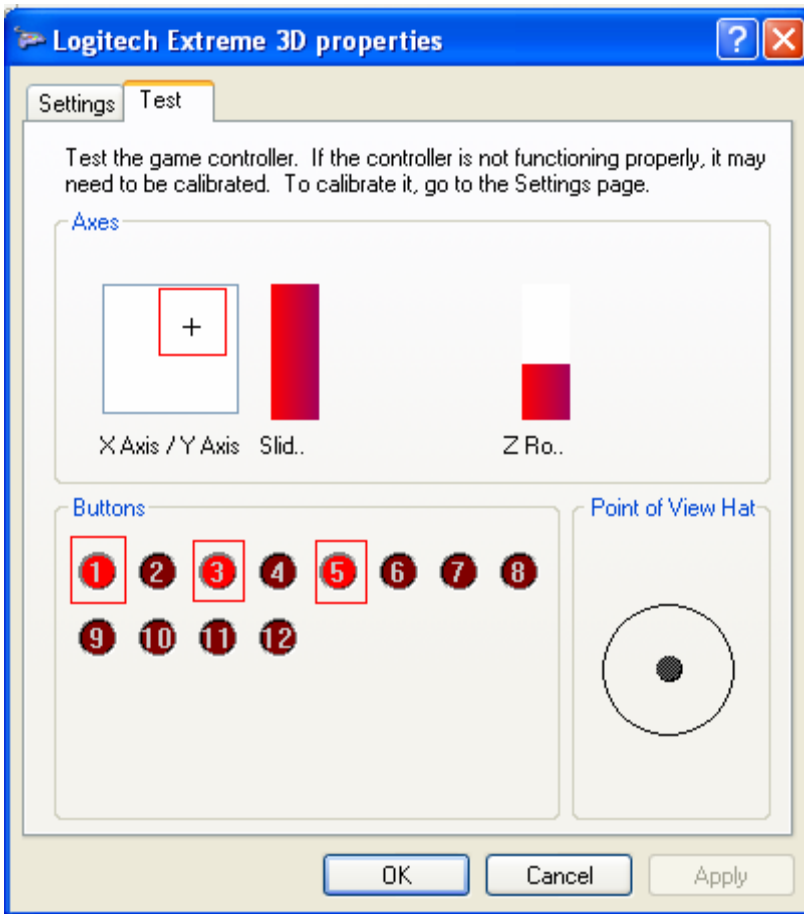 Logitech Extreme 3D properties
Settings Test
Test the game controller. If the controller is not functioning properly, it may
need to be calibrated. To calibrate it, go to the Settings page.
Axes
X Axis / Y Axis Slid.. Z Ro..
Buttons
1 2 3 4 5 6 7 8
9 10 11 12
Point of View Hat
OK Cancel Apply